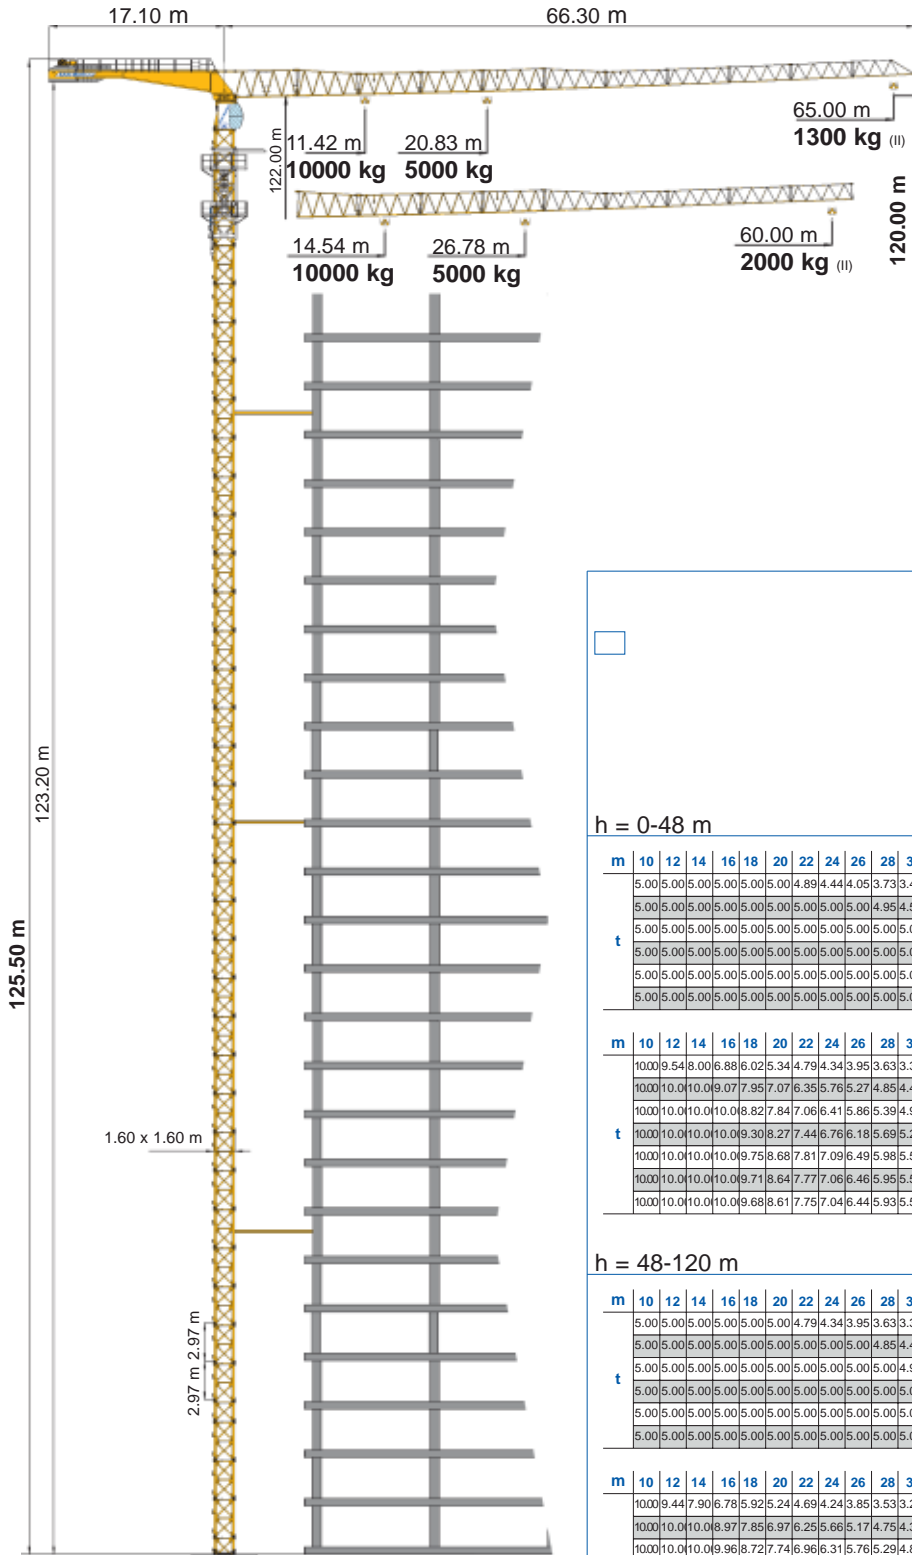 17.10 m 66.30 m
65.00 m
1300 kg (II)
11.42 m 20.83 m
10000 kg 5000 kg
122.00 m
120.00 m
14.54 m 26.78 m
10000 kg 5000 kg
60.00 m
2000 kg (II)
123.20 m
125.50 m
1.60 x 1.60 m
2.97 m 2.97 m
h = 0-48 m
m 10 12 14 16 18 20 22 24 26 28
5.00 5.00 5.00 5.00 5.00 5.00 4.89 4.44 4.05 3.73
5.00 5.00 5.00 5.00 5.00 5.00 5.00 5.00 5.00 4.95
5.00 5.00 5.00 5.00 5.00 5.00 5.00 5.00 5.00 5.00
t
5.00 5.00 5.00 5.00 5.00 5.00 5.00 5.00 5.00 5.00
5.00 5.00 5.00 5.00 5.00 5.00 5.00 5.00 5.00 5.00
5.00 5.00 5.00 5.00 5.00 5.00 5.00 5.00 5.00 5.00
m 10 12 14 16 18 20 22 24 26 28
10.00 9.54 8.00 6.88 6.02 5.34 4.79 4.34 3.95 3.63
10.00 10.00 10.00 9.07 7.95 7.07 6.35 5.76 5.27 4.85
10.00 10.00 10.00 10.00 8.82 7.84 7.06 6.41 5.86 5.39
t 10.00 10.00 10.00 10.00 9.30 8.27 7.44 6.76 6.18 5.69
10.00 10.00 10.00 10.00 9.75 8.68 7.81 7.09 6.49 5.98
10.00 10.00 10.00 10.00 9.71 8.64 7.77 7.06 6.46 5.95
10.00 10.00 10.00 10.00 9.68 8.61 7.75 7.04 6.44 5.93
h = 48-120 m
m 10 12 14 16 18 20 22 24 26 28
5.00 5.00 5.00 5.00 5.00 5.00 4.79 4.34 3.95 3.63
5.00 5.00 5.00 5.00 5.00 5.00 5.00 5.00 5.00 4.85
5.00 5.00 5.00 5.00 5.00 5.00 5.00 5.00 5.00 5.00
t
5.00 5.00 5.00 5.00 5.00 5.00 5.00 5.00 5.00 5.00
5.00 5.00 5.00 5.00 5.00 5.00 5.00 5.00 5.00 5.00
5.00 5.00 5.00 5.00 5.00 5.00 5.00 5.00 5.00 5.00
m 10 12 14 16 18 20 22 24 26 28
10.00 9.44 7.90 6.78 5.92 5.24 4.69 4.24 3.85 3.53
10.00 10.00 10.00 8.97 7.85 6.97 6.25 5.66 5.17 4.75
10.00 10.00 10.00 9.96 8.72 7.74 6.96 6.31 5.76 5.29